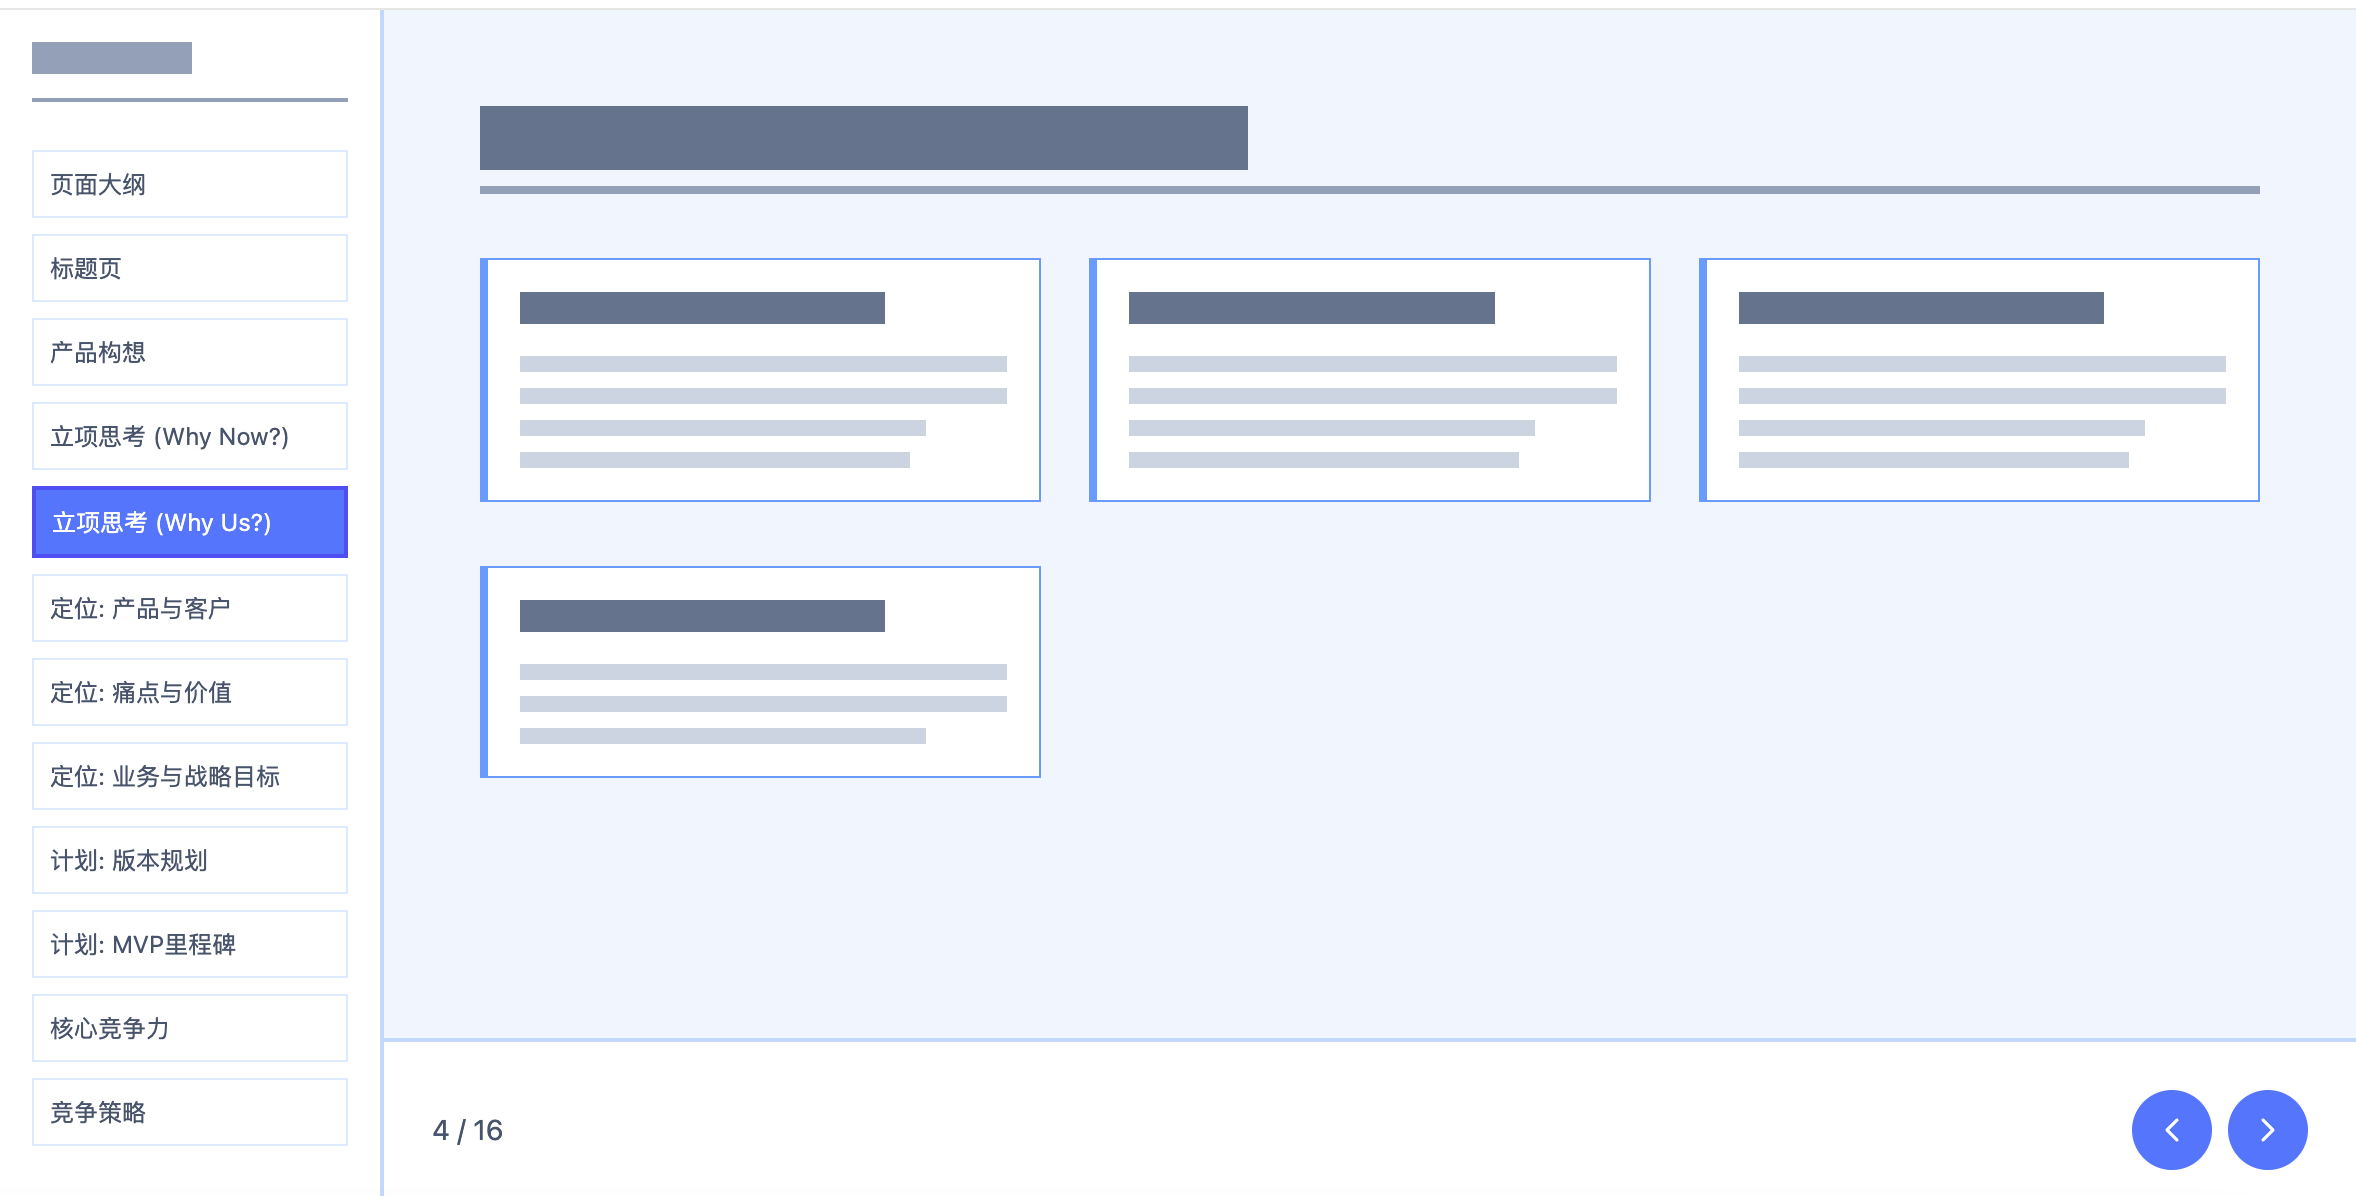 页面大纲
标题页
产品构想
立项思考 (Why Now?)
立项思考 (Why Us?)
定位: 产品与客户
定位: 痛点与价值
定位: 业务与战略目标
计划: 版本规划
计划: MVP里程碑
核心竞争力
竞争策略
4 / 16